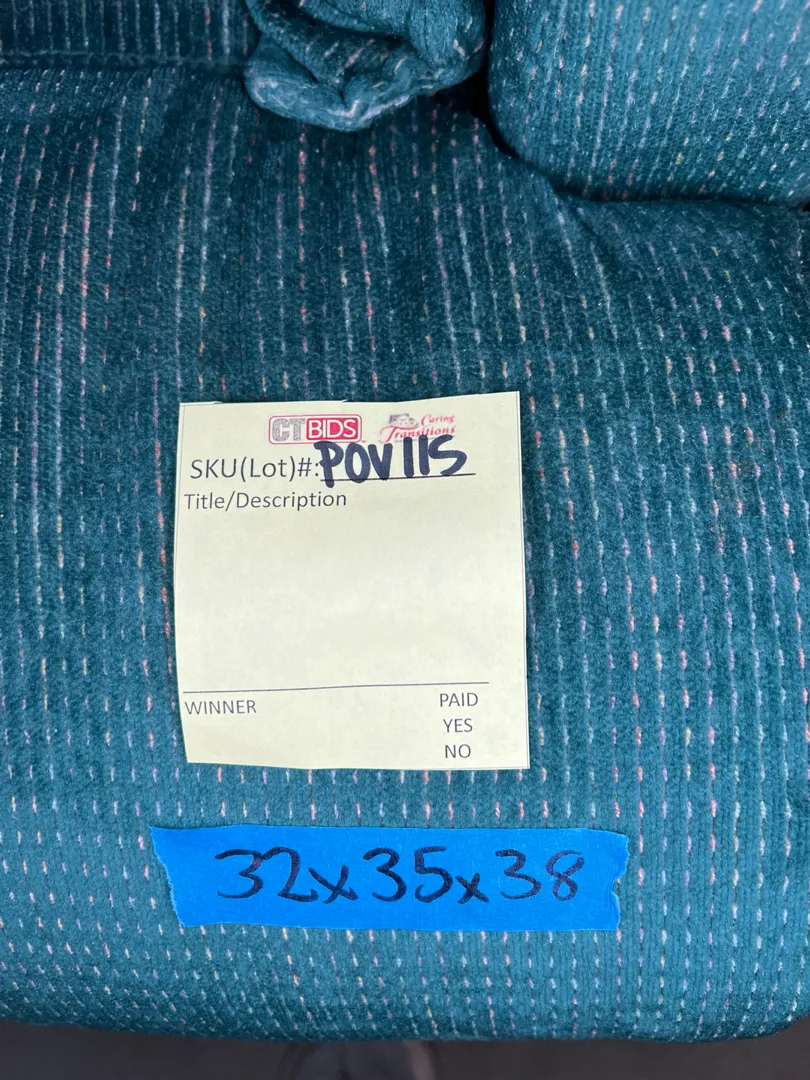 CTBIDS Caring Transitions
SKU(Lot)#: POV115
Title/Description
WINNER PAID
YES
NO
32x35x38